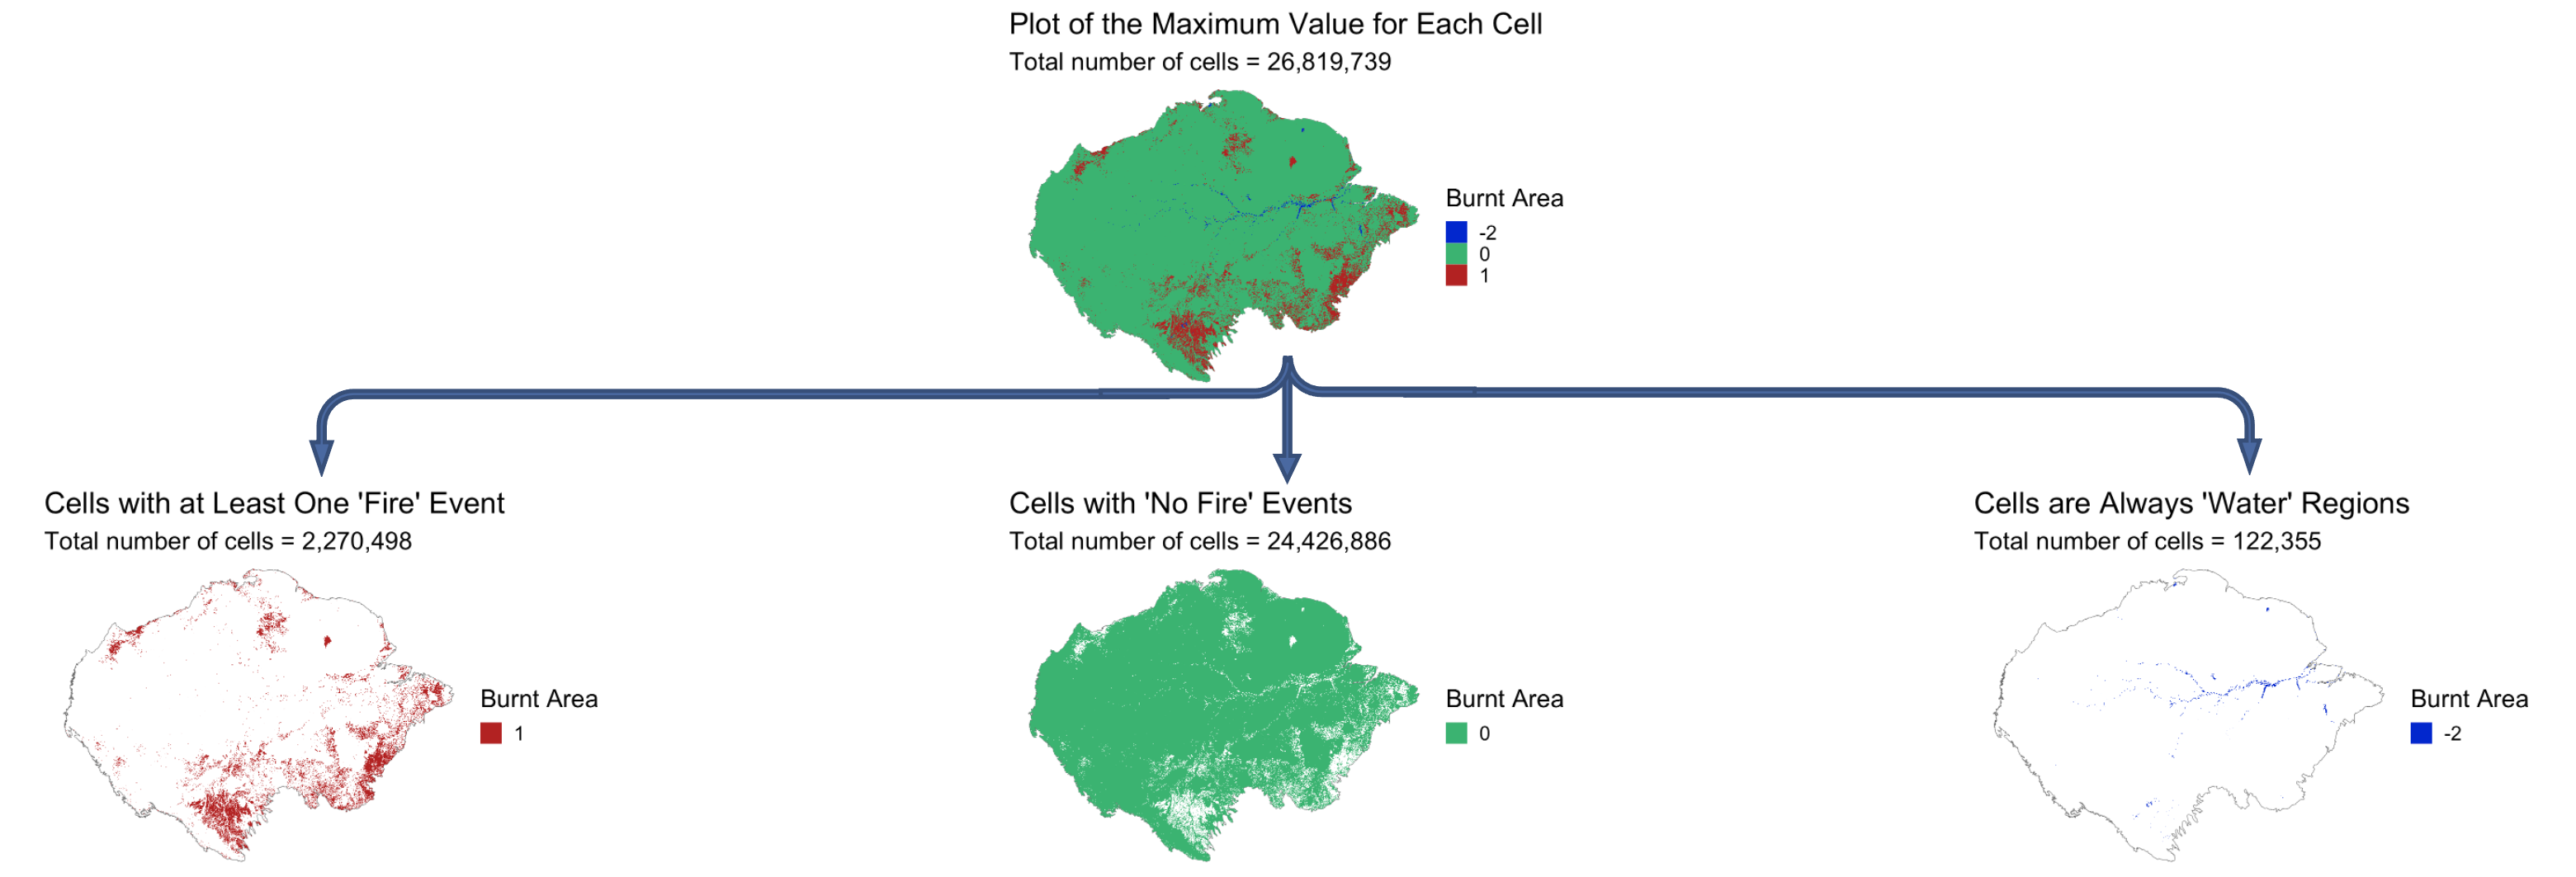 Plot of the Maximum Value for Each Cell
Total number of cells = 26,819,739
Burnt Area
-2
0
1
Cells with at Least One 'Fire' Event
Total number of cells = 2,270,498
Burnt Area
1
Cells with 'No Fire' Events
Total number of cells = 24,426,886
Burnt Area
0
Cells are Always 'Water' Regions
Total number of cells = 122,355
Burnt Area
-2